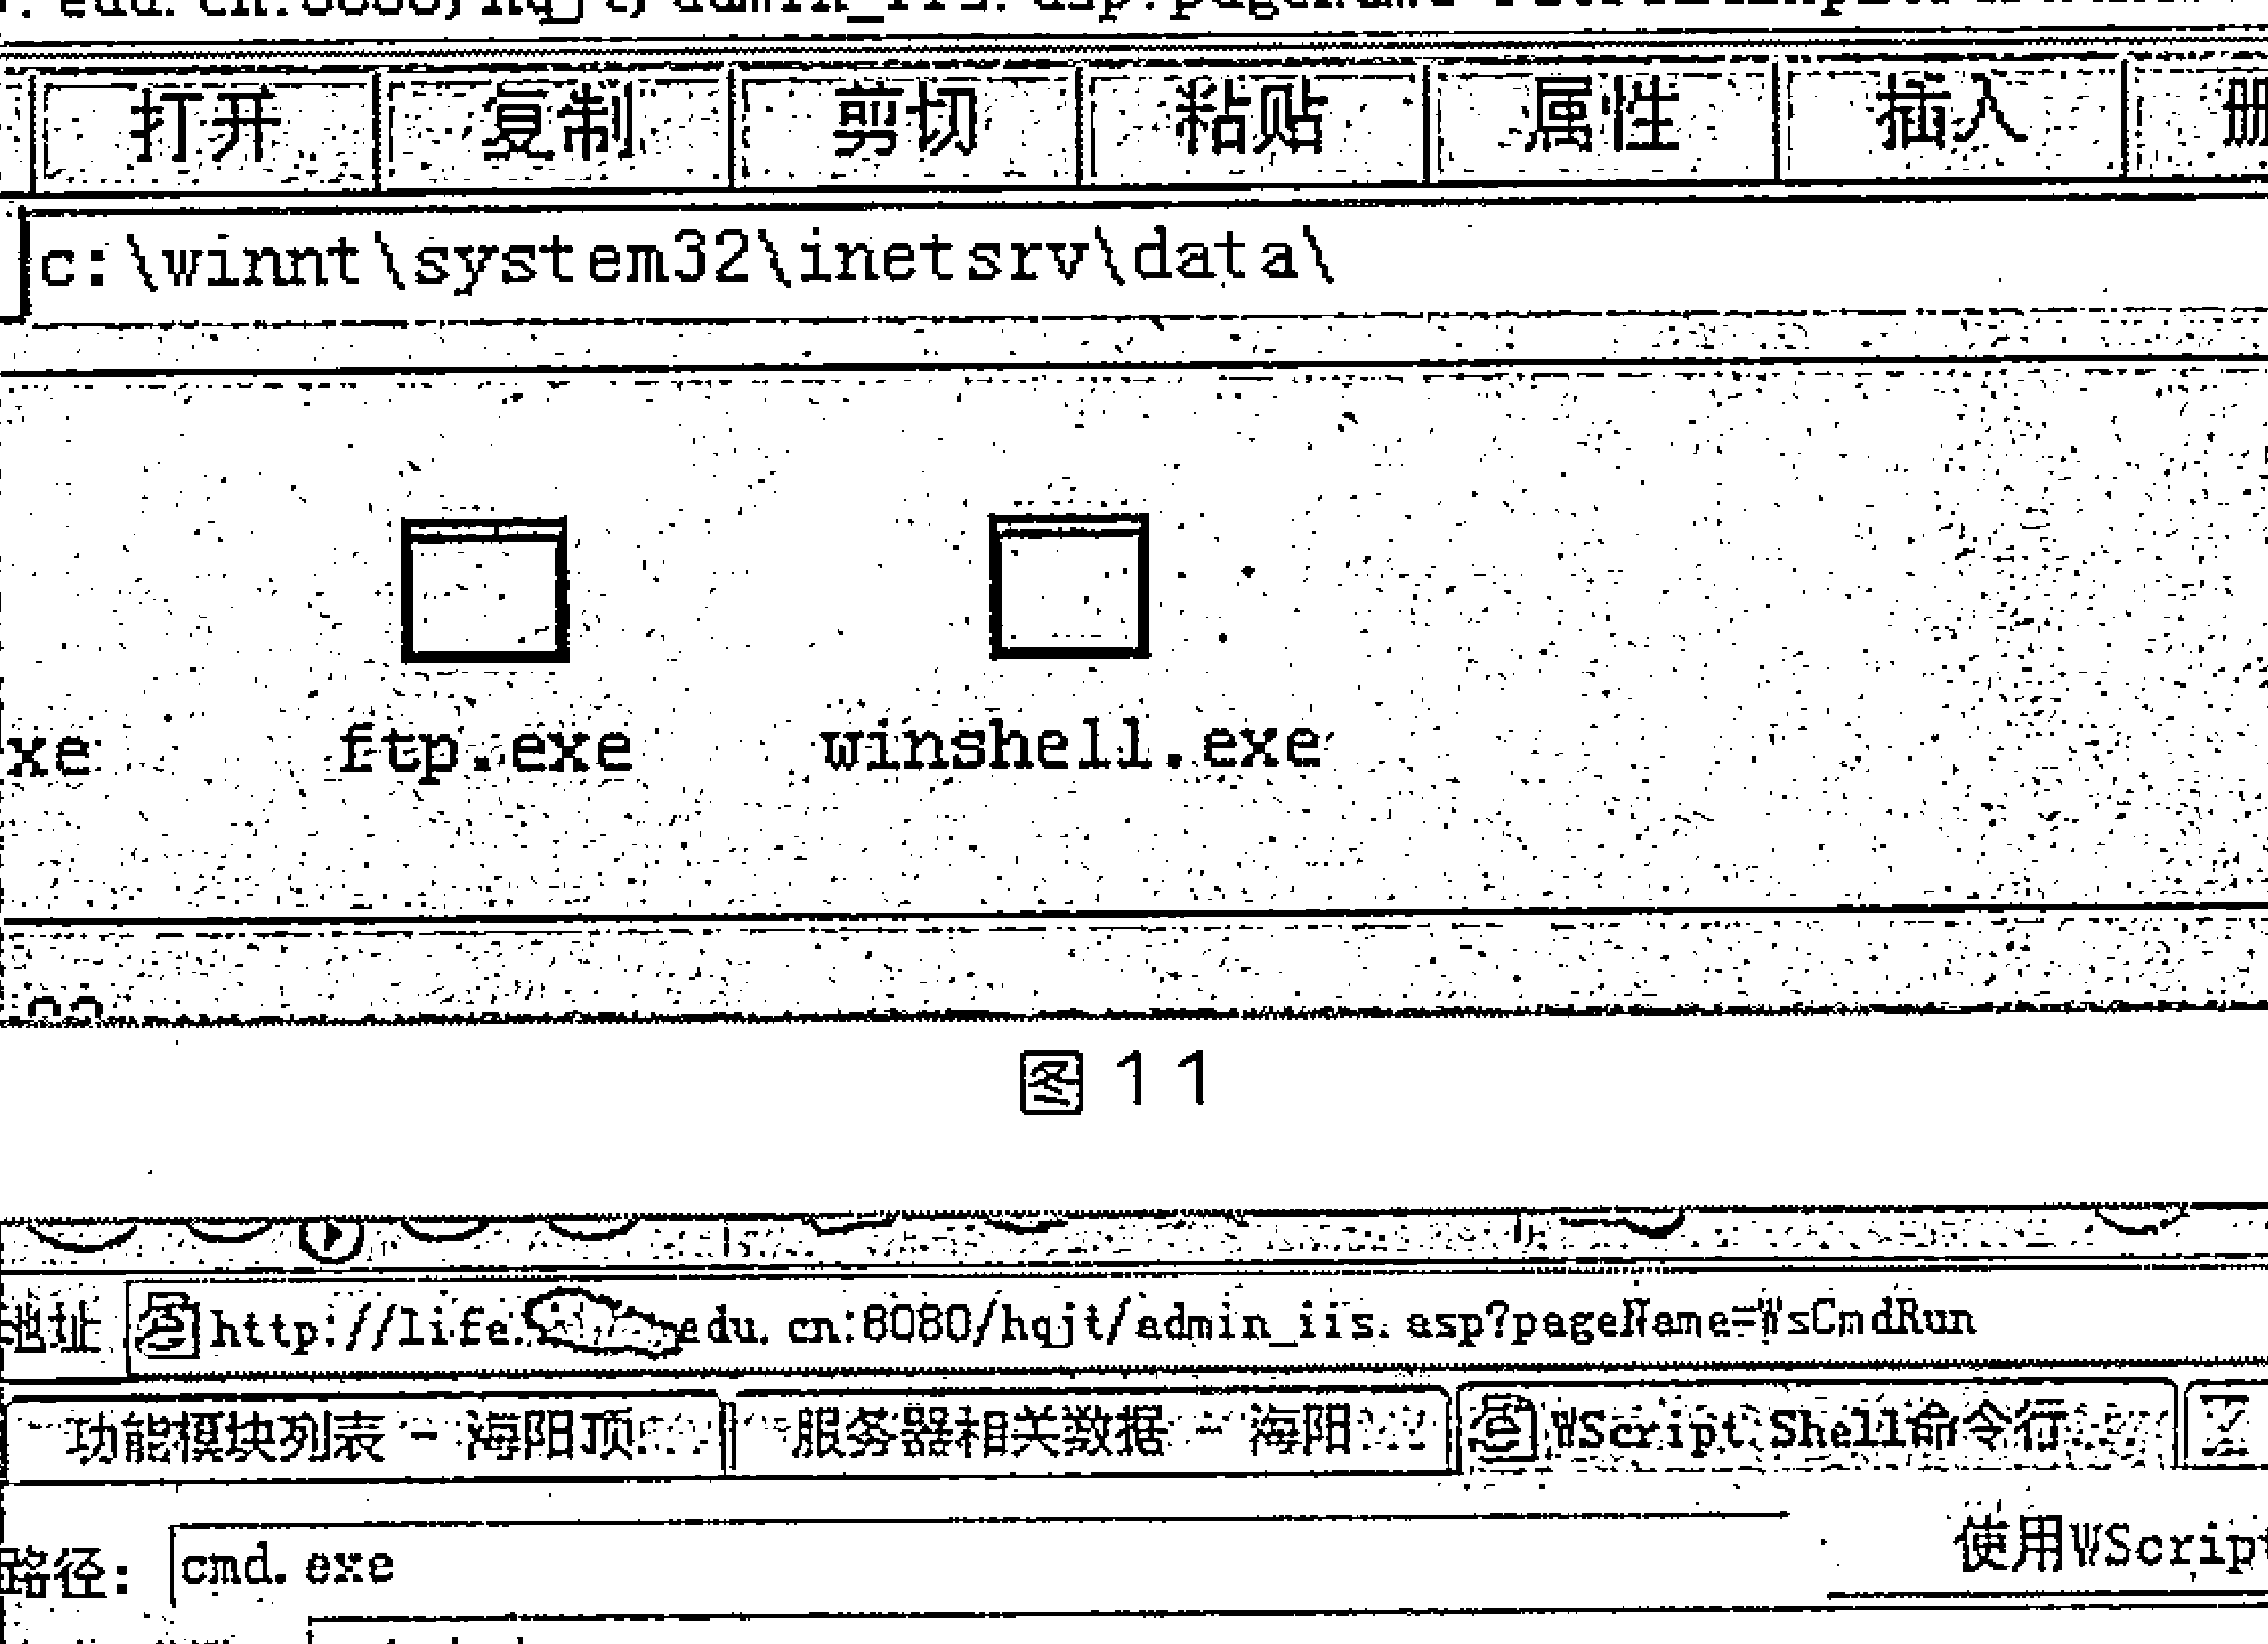 打开 复制 剪切 粘贴 属性 插入
c:\winnt\system32\inetsrv\data\
xe ftp.exe winshell.exe
图 11
地址 http://life. edu.cn:8080/hqjt/admin_iis.asp?pageName=WsCmdRun
功能模块列表 - 海阳顶 服务器相关数据 - 海阳 WScript.Shell命令行
路径: cmd.exe 使用WScript